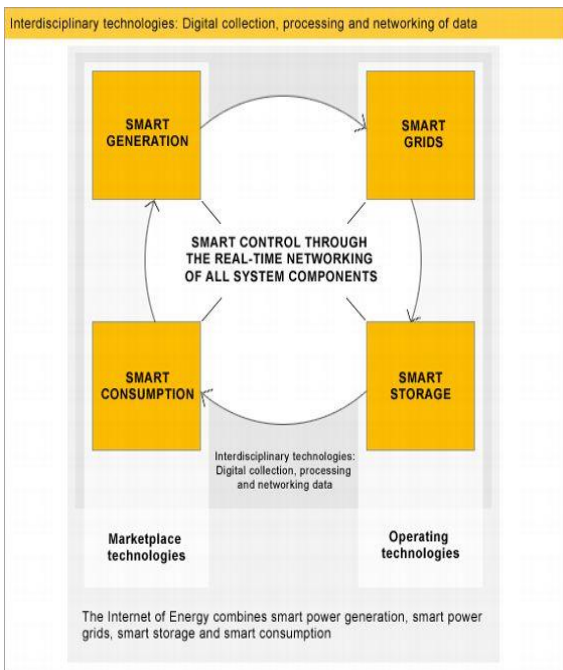 Interdisciplinary technologies: Digital collection, processing and networking of data
SMART
GENERATION
SMART
GRIDS
SMART CONTROL THROUGH
THE REAL-TIME NETWORKING
OF ALL SYSTEM COMPONENTS
SMART
CONSUMPTION
SMART
STORAGE
Interdisciplinary technologies:
Digital collection, processing
and networking data
Marketplace
technologies
Operating
technologies
The Internet of Energy combines smart power generation, smart power
grids, smart storage and smart consumption